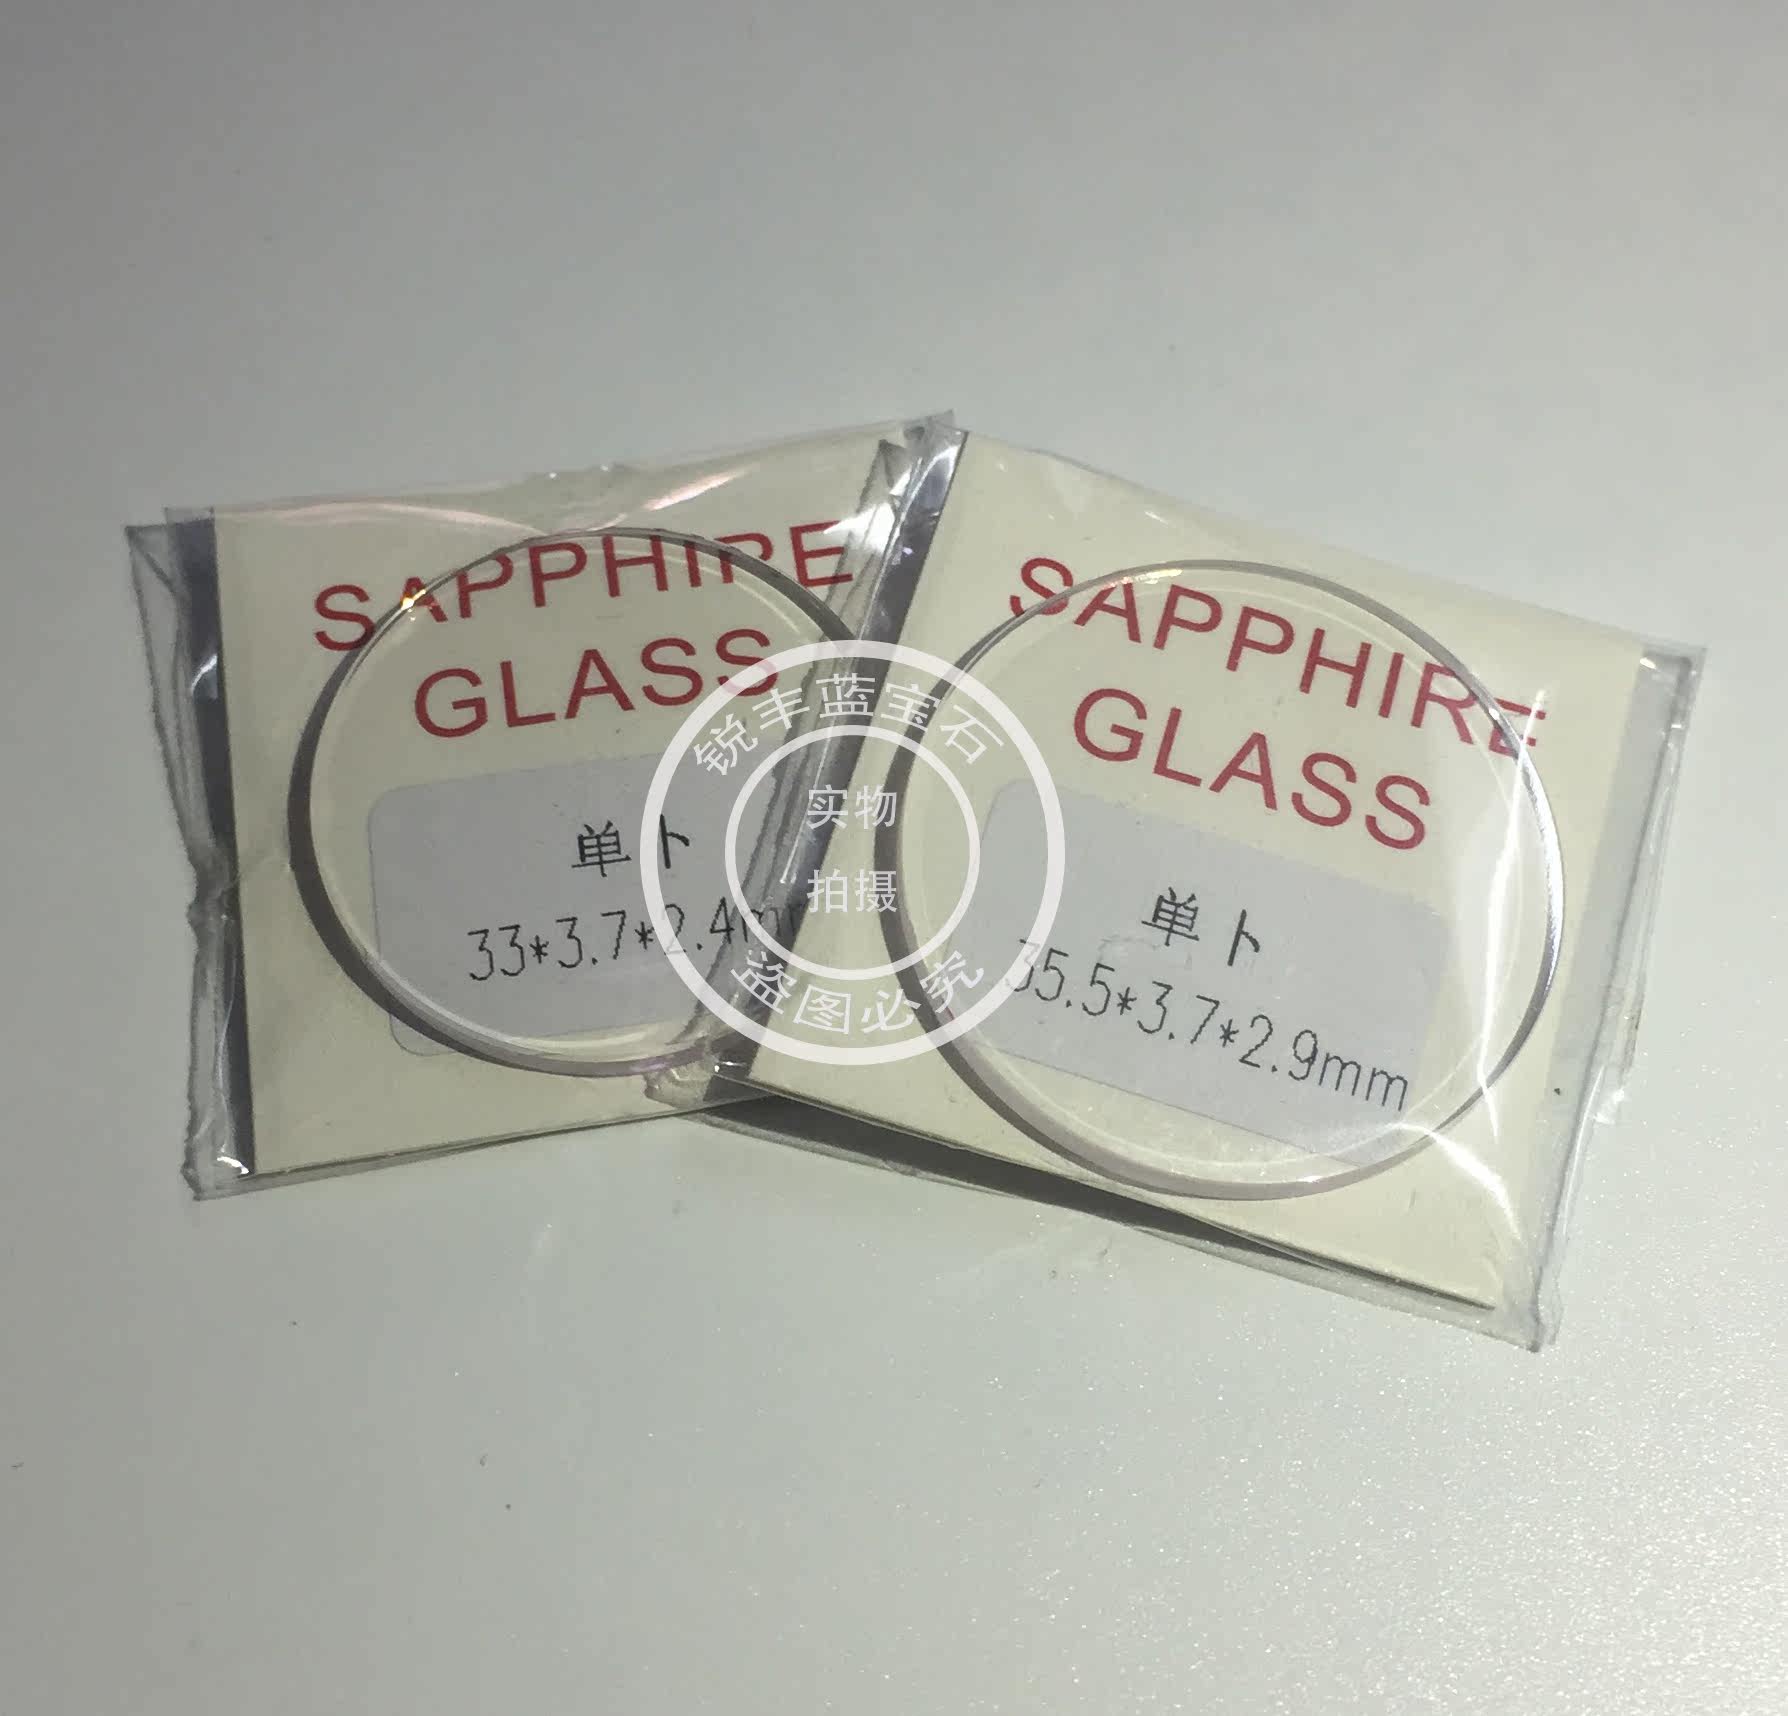 SAPPHIRE
GLASS
单卜
33*3.7*2.4mm
SAPPHIRE
GLASS
单卜
35.5*3.7*2.9mm
锐丰蓝宝石
实物
拍摄
盗图必究